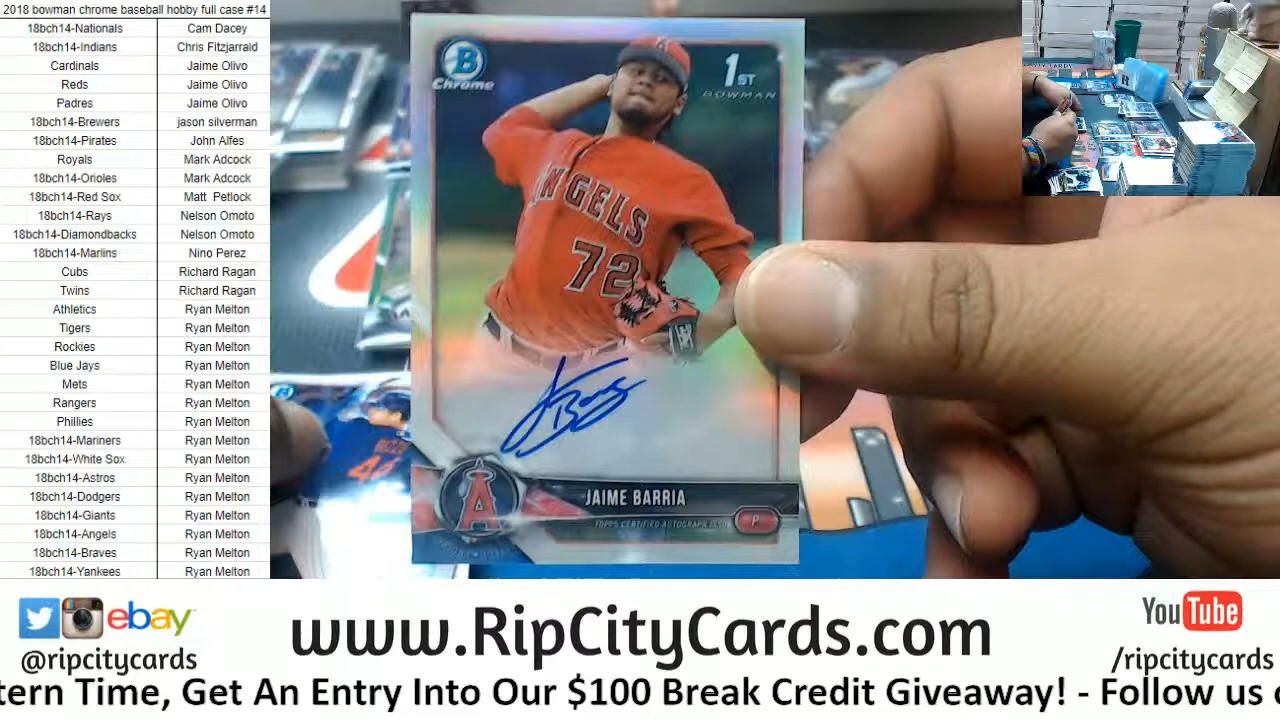 2018 bowman chrome baseball hobby full case #14
18bch14-Nationals Cam Dacey
18bch14-Indians Chris Fitzjarrald
Cardinals Jaime Olivo
Reds Jaime Olivo
Padres Jaime Olivo
18bch14-Brewers jason silverman
18bch14-Pirates John Alfes
Royals Mark Adcock
18bch14-Orioles Mark Adcock
18bch14-Red Sox Matt Petlock
18bch14-Rays Nelson Omoto
18bch14-Diamondbacks Nelson Omoto
18bch14-Marlins Nino Perez
Cubs Richard Ragan
Twins Richard Ragan
Athletics Ryan Melton
Tigers Ryan Melton
Rockies Ryan Melton
Blue Jays Ryan Melton
Mets Ryan Melton
Rangers Ryan Melton
Phillies Ryan Melton
18bch14-Mariners Ryan Melton
18bch14-White Sox Ryan Melton
18bch14-Astros Ryan Melton
18bch14-Dodgers Ryan Melton
18bch14-Giants Ryan Melton
18bch14-Angels Ryan Melton
18bch14-Braves Ryan Melton
18bch14-Yankees Ryan Melton
B
Chrome
1ST
BOWMAN
ANGELS
72
J Barria
A
JAIME BARRIA
TOPPS CERTIFIED AUTOGRAPH ISSUE
P
ebay
@ripcitycards
www.RipCityCards.com
YouTube
/ripcitycards
tern Time, Get An Entry Into Our $100 Break Credit Giveaway! - Follow us